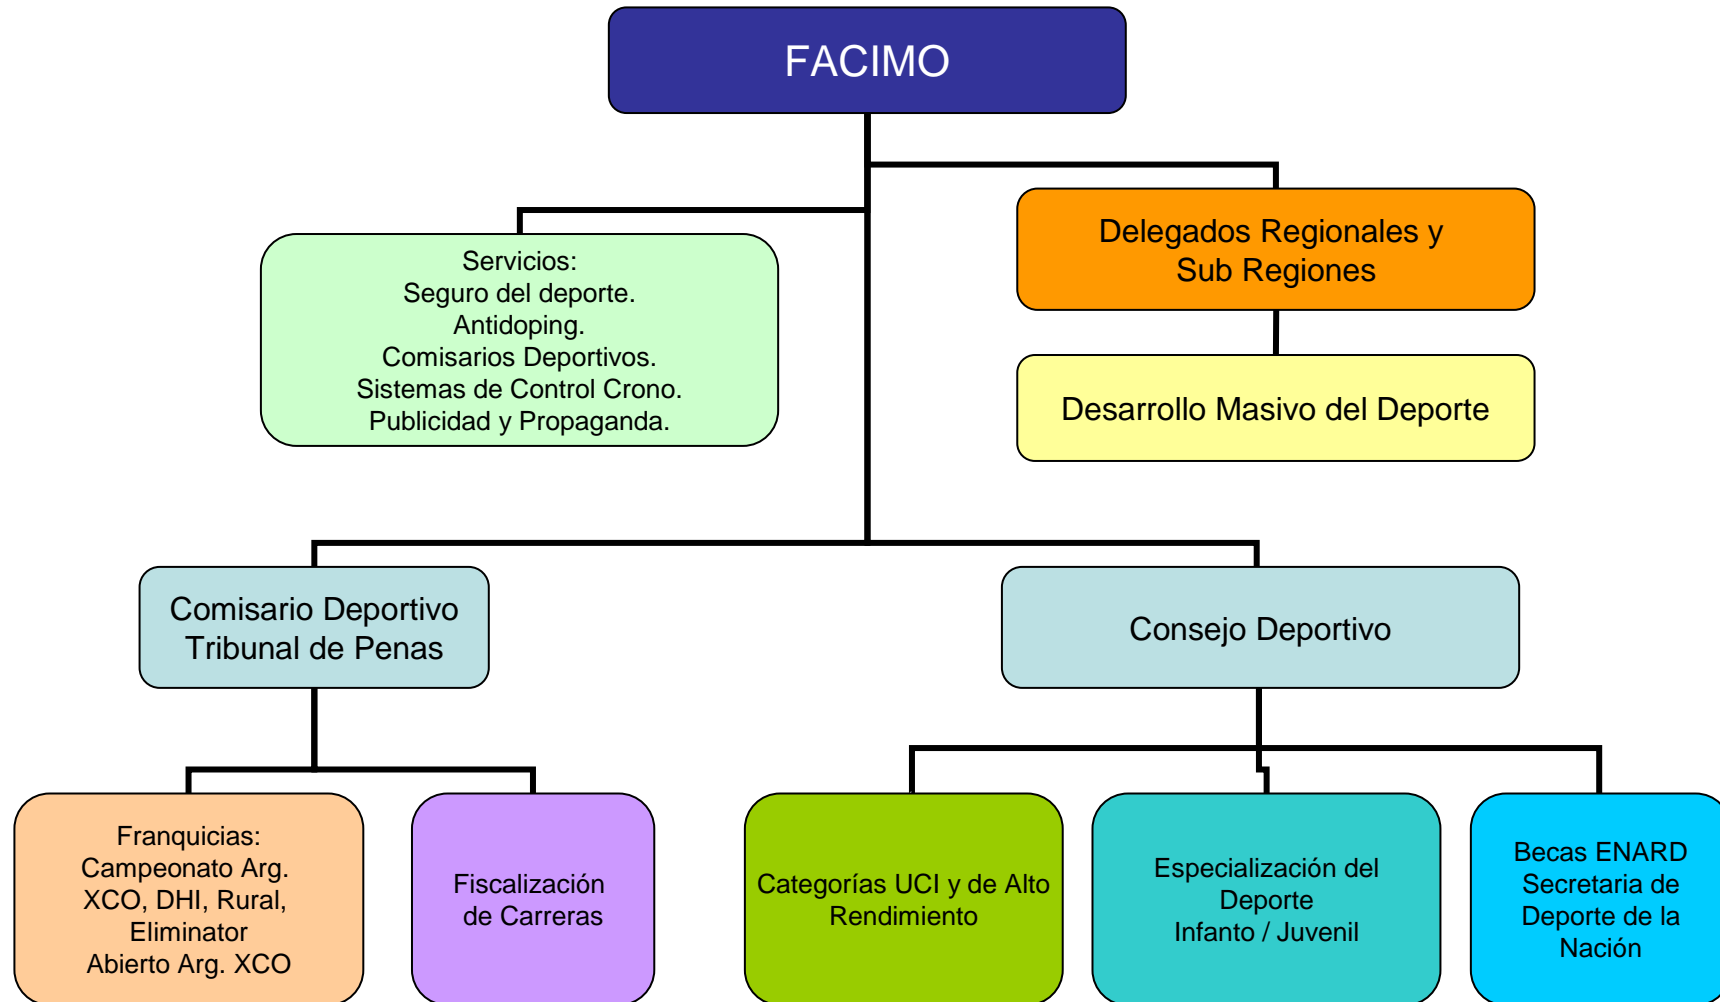 FACIMO
Delegados Regionales y
Sub Regiones
Servicios:
Seguro del deporte.
Antidoping.
Comisarios Deportivos.
Sistemas de Control Crono.
Publicidad y Propaganda.
Desarrollo Masivo del Deporte
Comisario Deportivo
Tribunal de Penas
Consejo Deportivo
Franquicias:
Campeonato Arg.
XCO, DHI, Rural,
Eliminator
Abierto Arg. XCO
Fiscalización
de Carreras
Categorías UCI y de Alto
Rendimiento
Especialización del
Deporte
Infanto / Juvenil
Becas ENARD
Secretaria de
Deporte de la
Nación